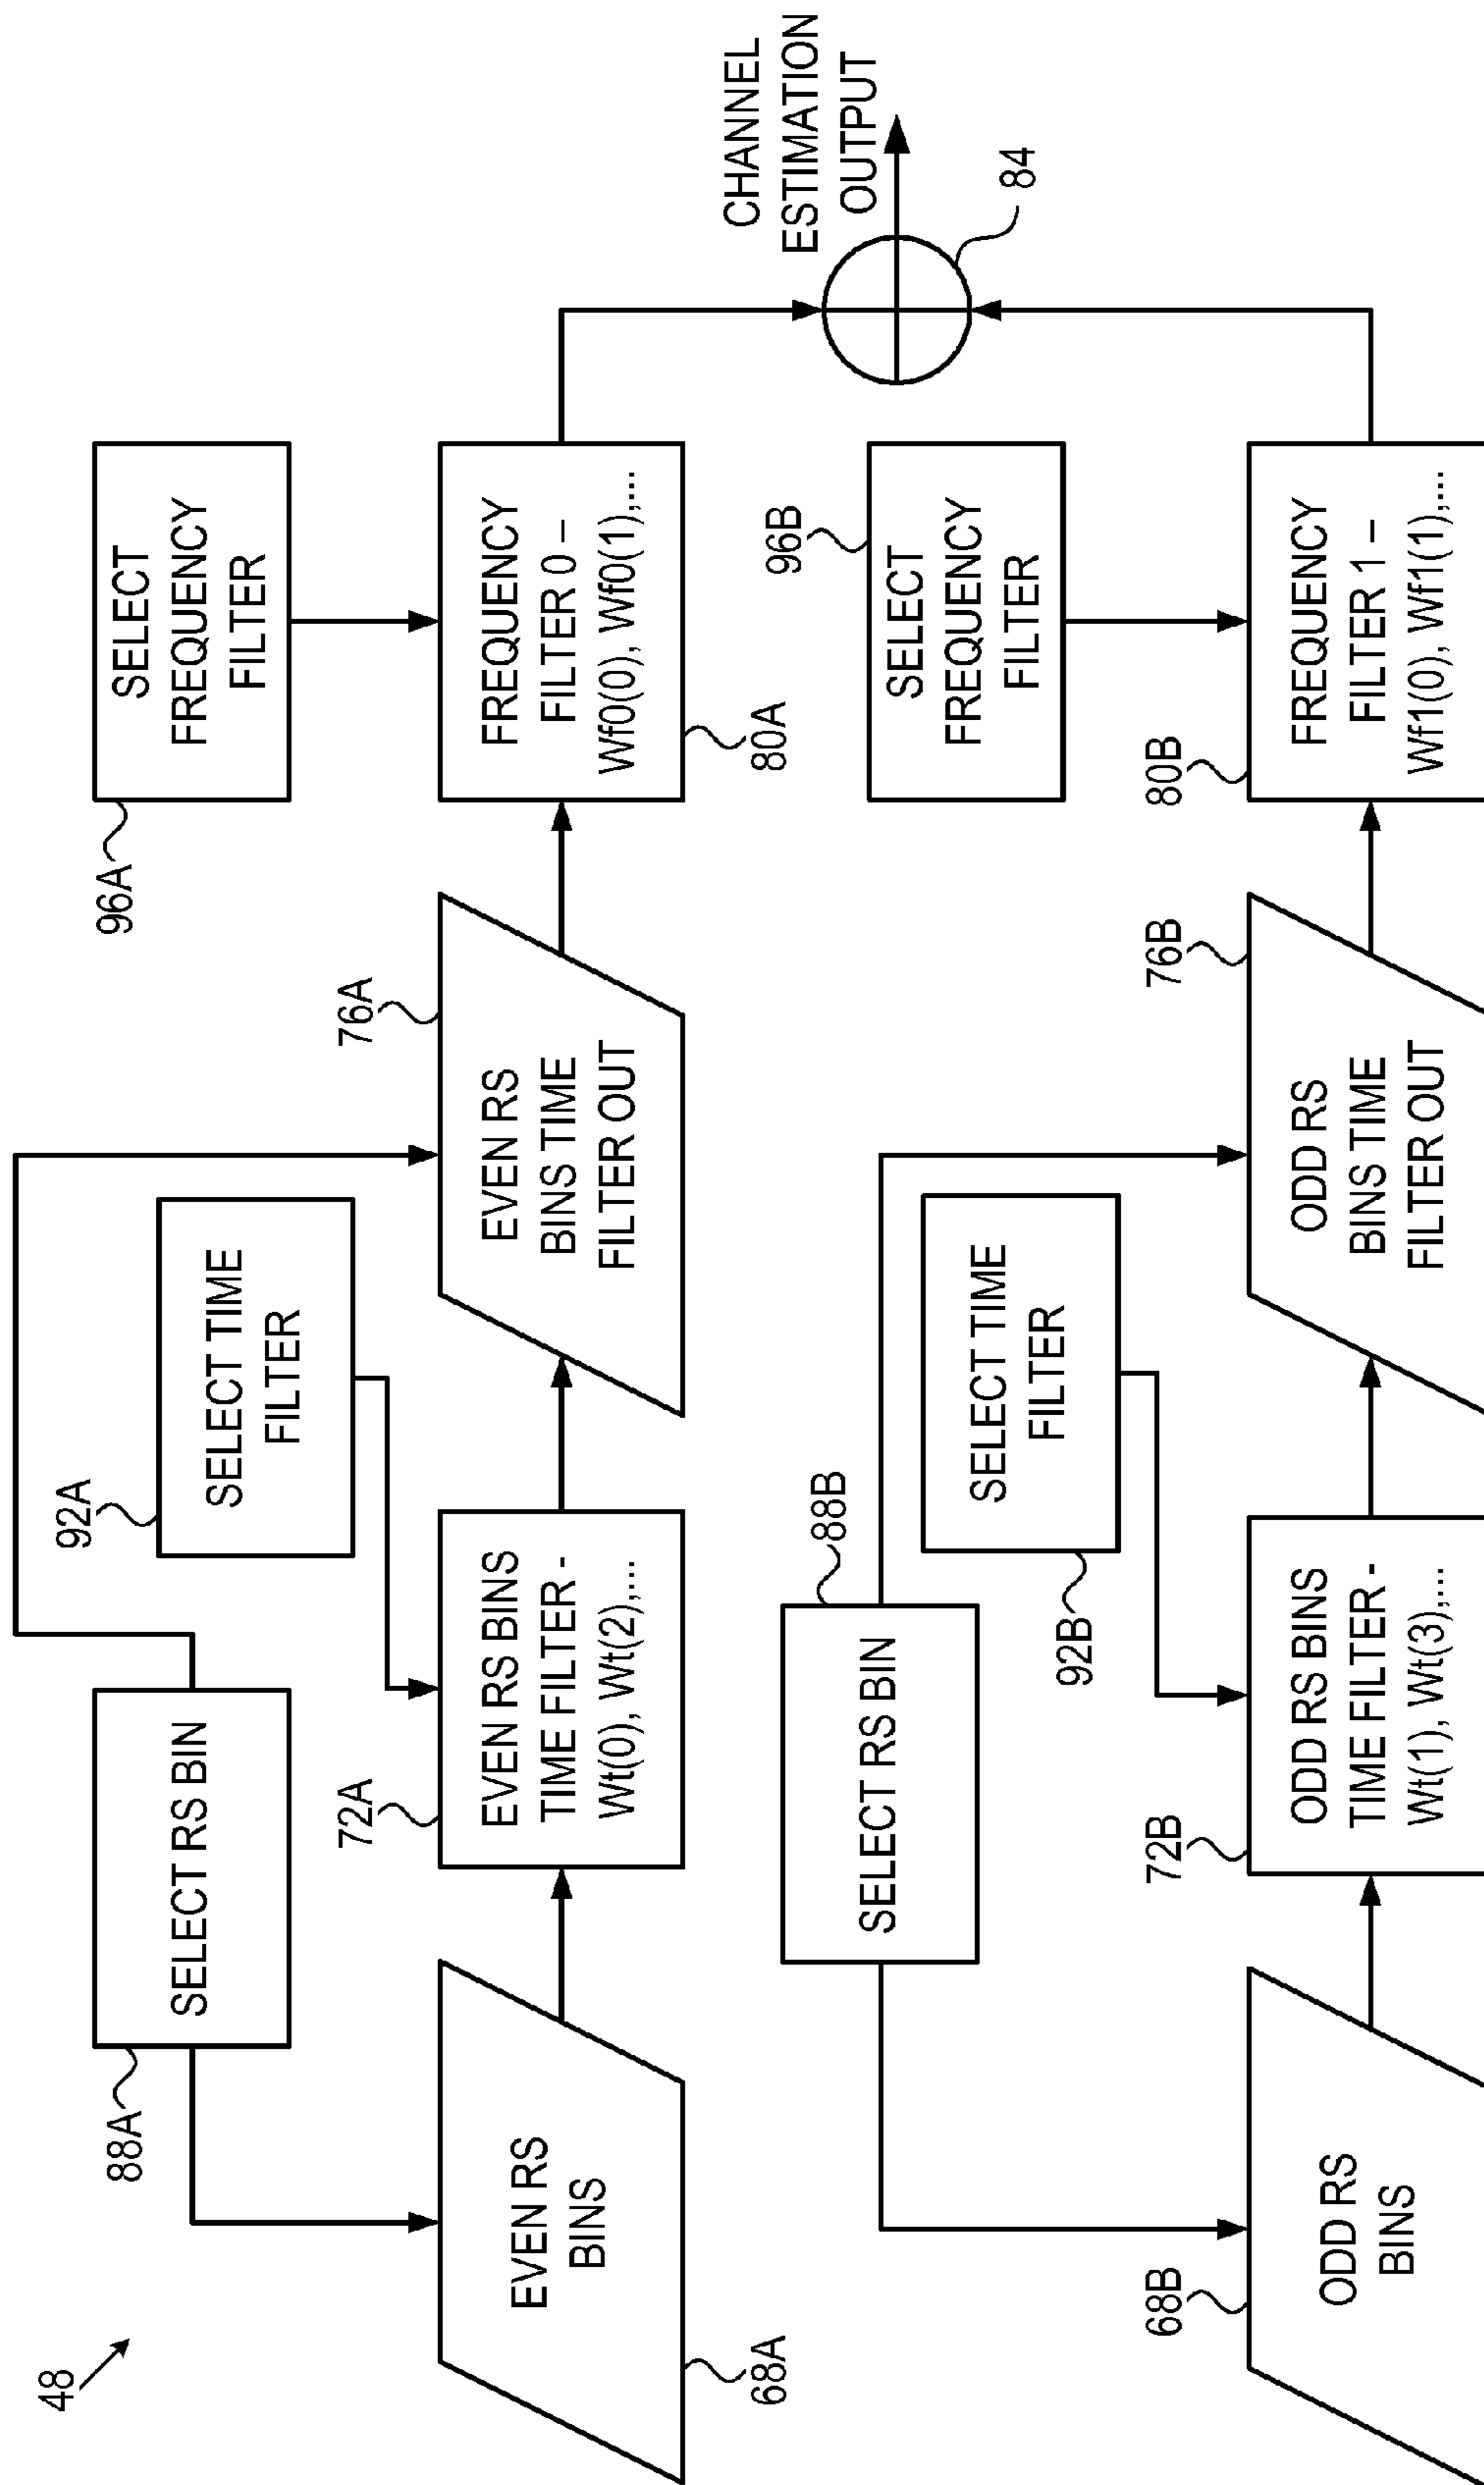 48
88A
SELECT RS BIN
92A
SELECT TIME
FILTER
96A
SELECT
FREQUENCY
FILTER
68A
EVEN RS
BINS
72A
EVEN RS BINS
TIME FILTER -
Wt(0), Wt(2),...
76A
EVEN RS
BINS TIME
FILTER OUT
80A
FREQUENCY
FILTER 0 –
Wf0(0), Wf0(1),...
CHANNEL
ESTIMATION
OUTPUT
84
88B
SELECT RS BIN
92B
SELECT TIME
FILTER
96B
SELECT
FREQUENCY
FILTER
68B
ODD RS
BINS
72B
ODD RS BINS
TIME FILTER -
Wt(1), Wt(3),...
76B
ODD RS
BINS TIME
FILTER OUT
80B
FREQUENCY
FILTER 1 –
Wf1(0), Wf1(1),...